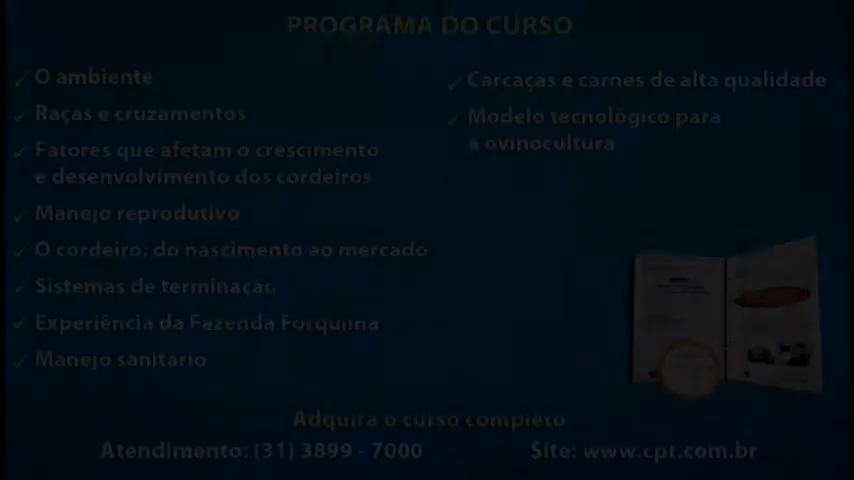 PROGRAMA DO CURSO
O ambiente
Raças e cruzamentos
Fatores que afetam o crescimento
e desenvolvimento dos cordeiros
Manejo reprodutivo
O cordeiro: do nascimento ao mercado
Sistemas de terminação
Experiência da Fazenda Forquilha
Manejo sanitário
Carcaças e carnes de alta qualidade
Modelo tecnológico para
a ovinocultura
Adquira o curso completo
Atendimento: (31) 3899 - 7000
Site: www.cpt.com.br